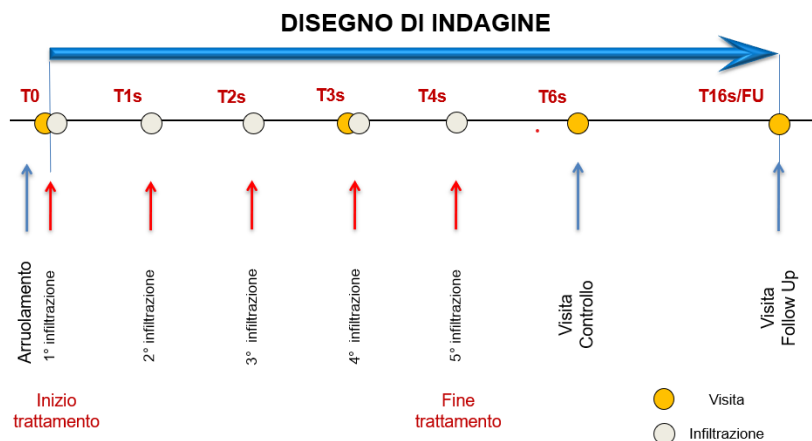 DISEGNO DI INDAGINE
T0
T1s
T2s
T3s
T4s
T6s
T16s/FU
Arruolamento
1° infiltrazione
2° infiltrazione
3° infiltrazione
4° infiltrazione
5° infiltrazione
Visita
Controllo
Visita
Follow Up
Inizio
trattamento
Fine
trattamento
Visita
Infiltrazione